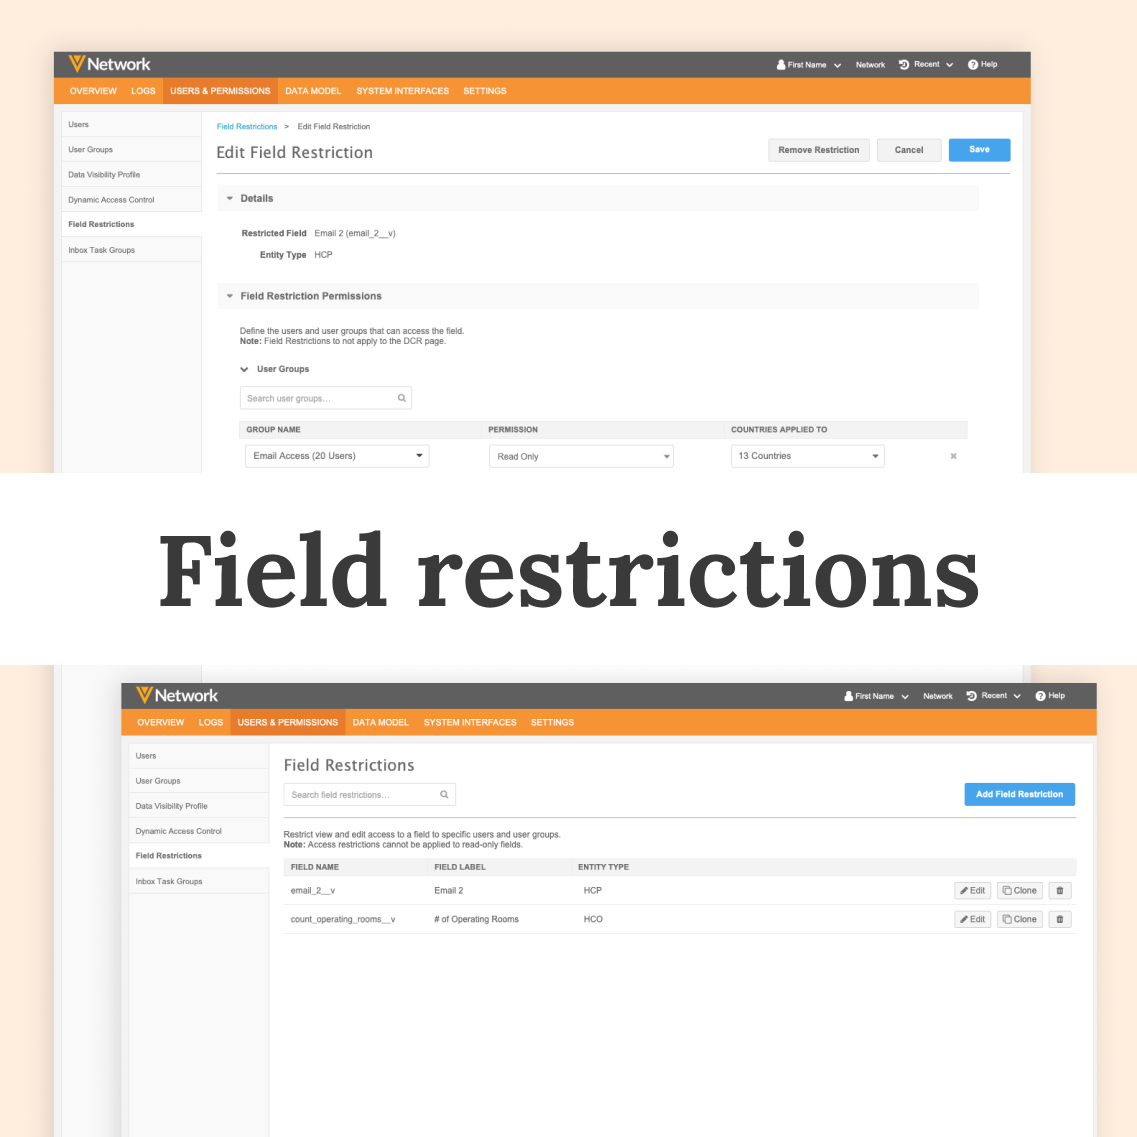 Network
First Name Network Recent Help
OVERVIEW LOGS USERS & PERMISSIONS DATA MODEL SYSTEM INTERFACES SETTINGS
Users
User Groups
Data Visibility Profile
Dynamic Access Control
Field Restrictions
Inbox Task Groups
Field Restrictions > Edit Field Restriction
Edit Field Restriction
Remove Restriction Cancel Save
Details
Restricted Field Email 2 (email_2__v)
Entity Type HCP
Field Restriction Permissions
Define the users and user groups that can access the field.
Note: Field Restrictions to not apply to the DCR page.
User Groups
Search user groups...
GROUP NAME PERMISSION COUNTRIES APPLIED TO
Email Access (20 Users) Read Only 13 Countries
Field restrictions
Network
First Name Network Recent Help
OVERVIEW LOGS USERS & PERMISSIONS DATA MODEL SYSTEM INTERFACES SETTINGS
Users
User Groups
Data Visibility Profile
Dynamic Access Control
Field Restrictions
Inbox Task Groups
Field Restrictions
Search field restrictions...
Add Field Restriction
Restrict view and edit access to a field to specific users and user groups.
Note: Access restrictions cannot be applied to read-only fields.
FIELD NAME FIELD LABEL ENTITY TYPE
email_2__v Email 2 HCP Edit Clone
count_operating_rooms__v # of Operating Rooms HCO Edit Clone